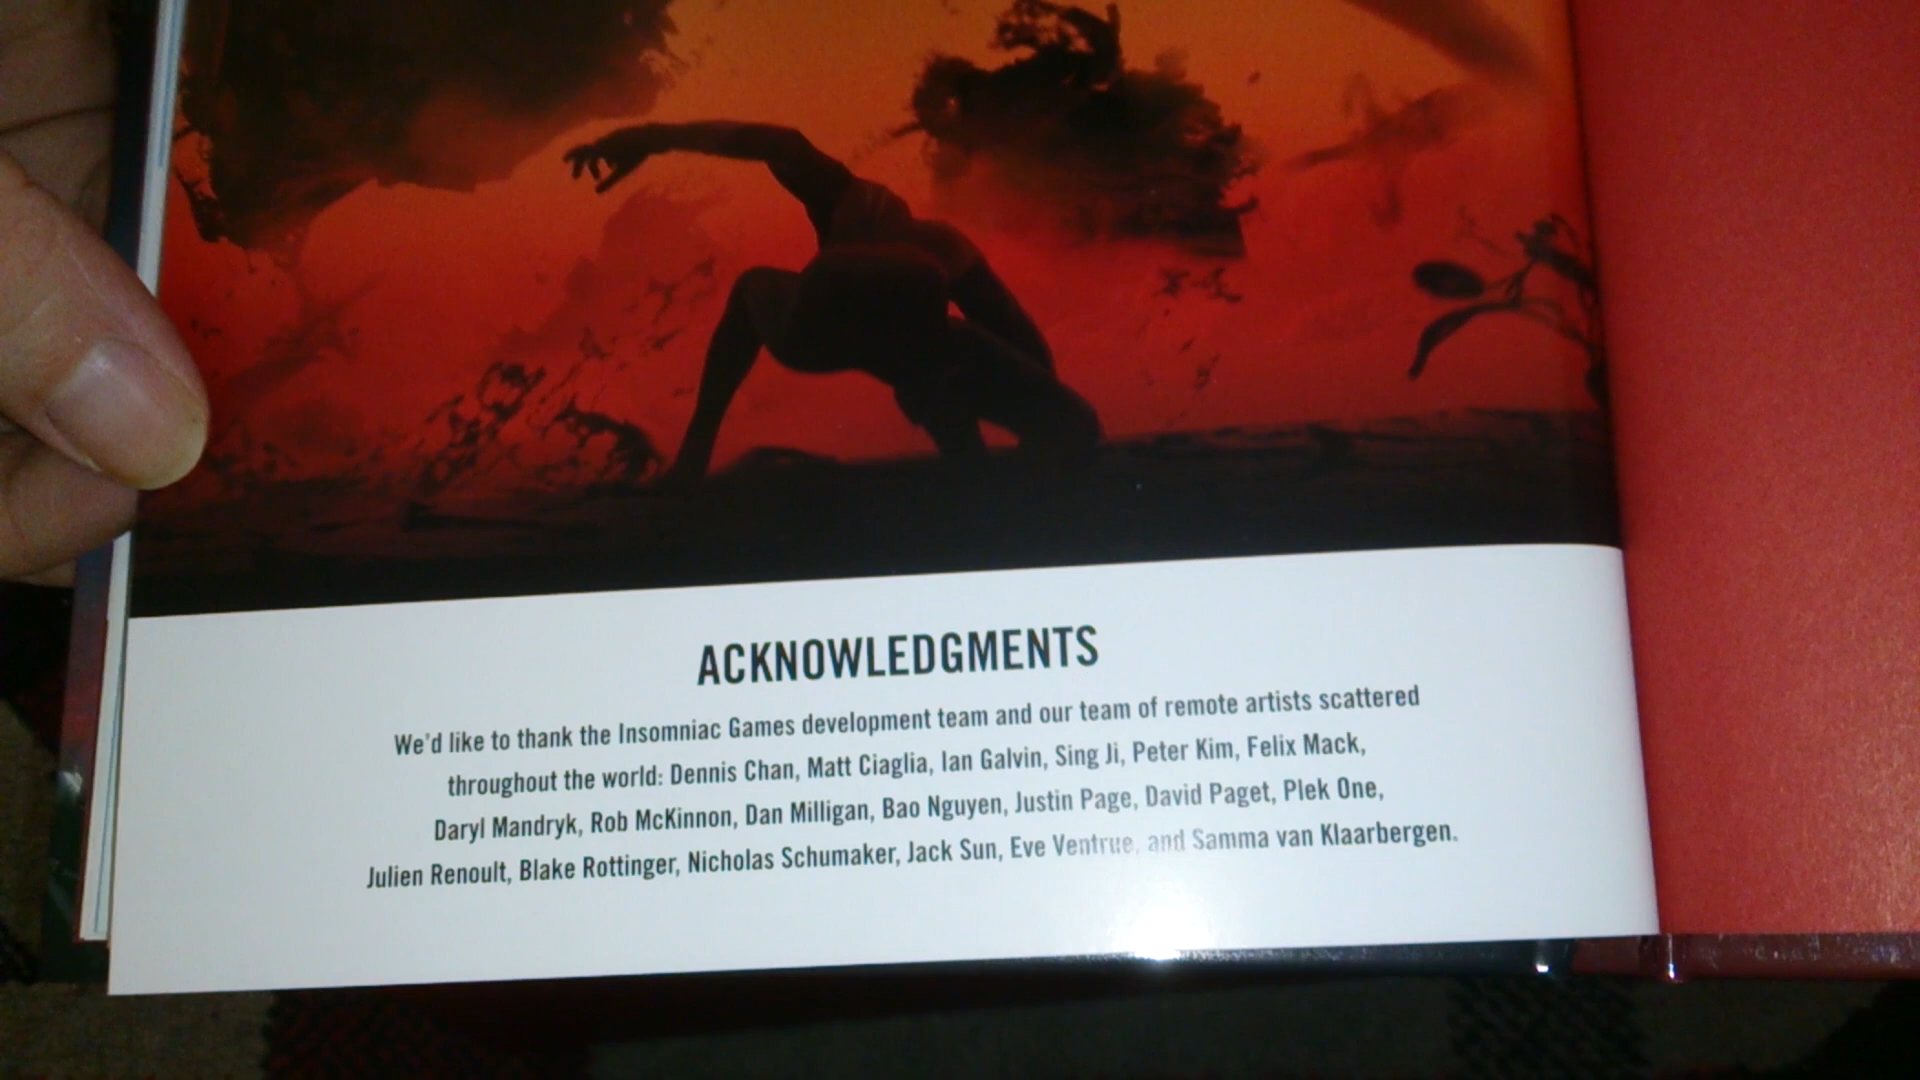 ACKNOWLEDGMENTS
We'd like to thank the Insomniac Games development team and our team of remote artists scattered
throughout the world: Dennis Chan, Matt Ciaglia, Ian Galvin, Sing Ji, Peter Kim, Felix Mack,
Daryl Mandryk, Rob McKinnon, Dan Milligan, Bao Nguyen, Justin Page, David Paget, Plek One,
Julien Renoult, Blake Rottinger, Nicholas Schumaker, Jack Sun, Eve Ventrue, and Samma van Klaarbergen.